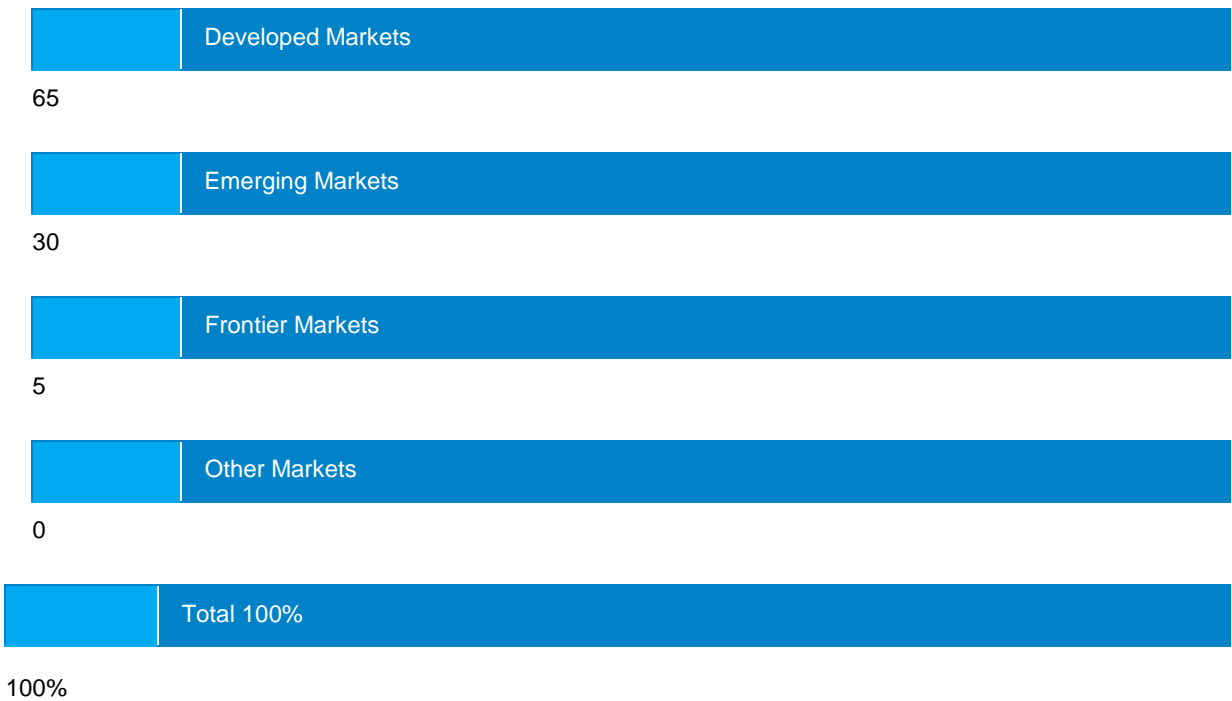 Developed Markets
65
Emerging Markets
30
Frontier Markets
5
Other Markets
0
Total 100%
100%